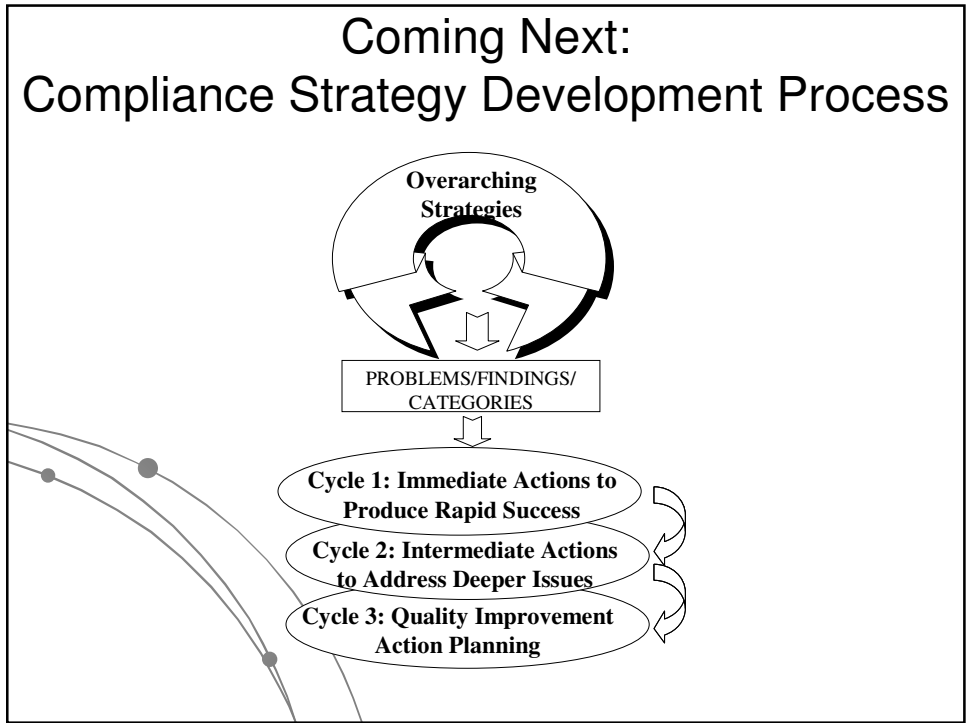 Coming Next:
Compliance Strategy Development Process
Overarching
Strategies
PROBLEMS/FINDINGS/
CATEGORIES
Cycle 1: Immediate Actions to
Produce Rapid Success
Cycle 2: Intermediate Actions
to Address Deeper Issues
Cycle 3: Quality Improvement
Action Planning